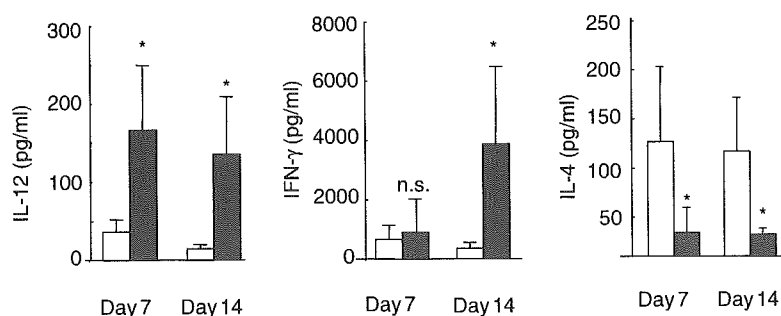 IL-12 (pg/ml)
300
200
100
0
*
*
Day 7
Day 14
IFN-γ (pg/ml)
8000
6000
4000
2000
0
n.s.
*
Day 7
Day 14
IL-4 (pg/ml)
250
200
150
100
50
*
*
Day 7
Day 14